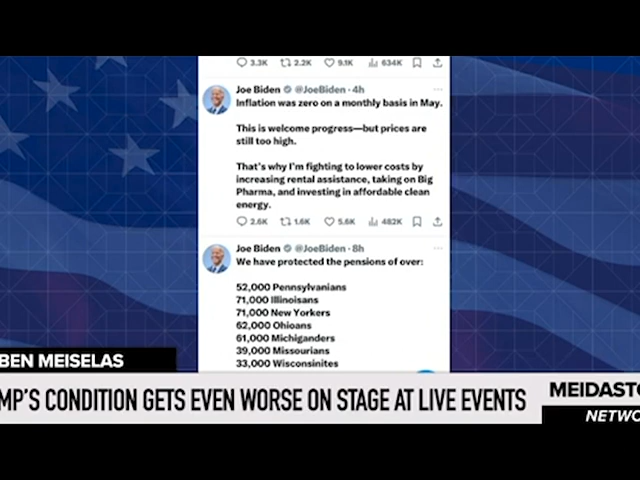 3.3K 2.2K 9.1K 634K
Joe Biden @JoeBiden · 4h
Inflation was zero on a monthly basis in May.
This is welcome progress—but prices are
still too high.
That's why I'm fighting to lower costs by
increasing rental assistance, taking on Big
Pharma, and investing in affordable clean
energy.
2.6K 1.6K 5.6K 482K
Joe Biden @JoeBiden · 8h
We have protected the pensions of over:
52,000 Pennsylvanians
71,000 Illinoisans
71,000 New Yorkers
62,000 Ohioans
61,000 Michiganders
39,000 Missourians
33,000 Wisconsinites
BEN MEISELAS
MP'S CONDITION GETS EVEN WORSE ON STAGE AT LIVE EVENTS
MEIDASTO
NETWO